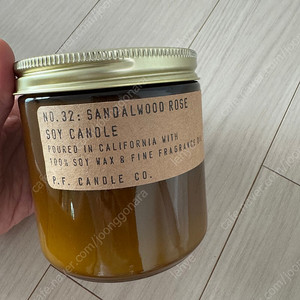 NO.32: SANDALWOOD ROSE
SOY CANDLE
POURED IN CALIFORNIA WITH
100% SOY WAX & FINE FRAGRANCE
P.F. CANDLE CO.